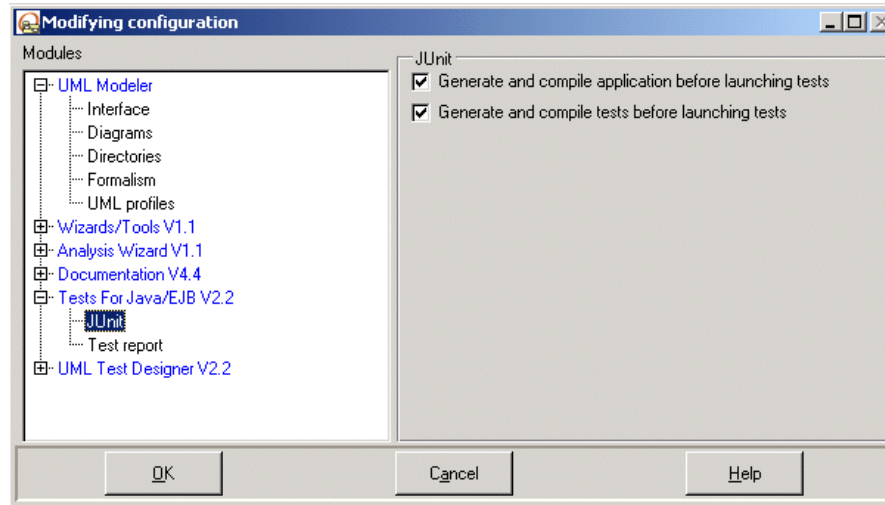 Modifying configuration
Modules
UML Modeler
Interface
Diagrams
Directories
Formalism
UML profiles
Wizards/Tools V1.1
Analysis Wizard V1.1
Documentation V4.4
Tests For Java/EJB V2.2
JUnit
Test report
UML Test Designer V2.2
JUnit
Generate and compile application before launching tests
Generate and compile tests before launching tests
OK Cancel Help